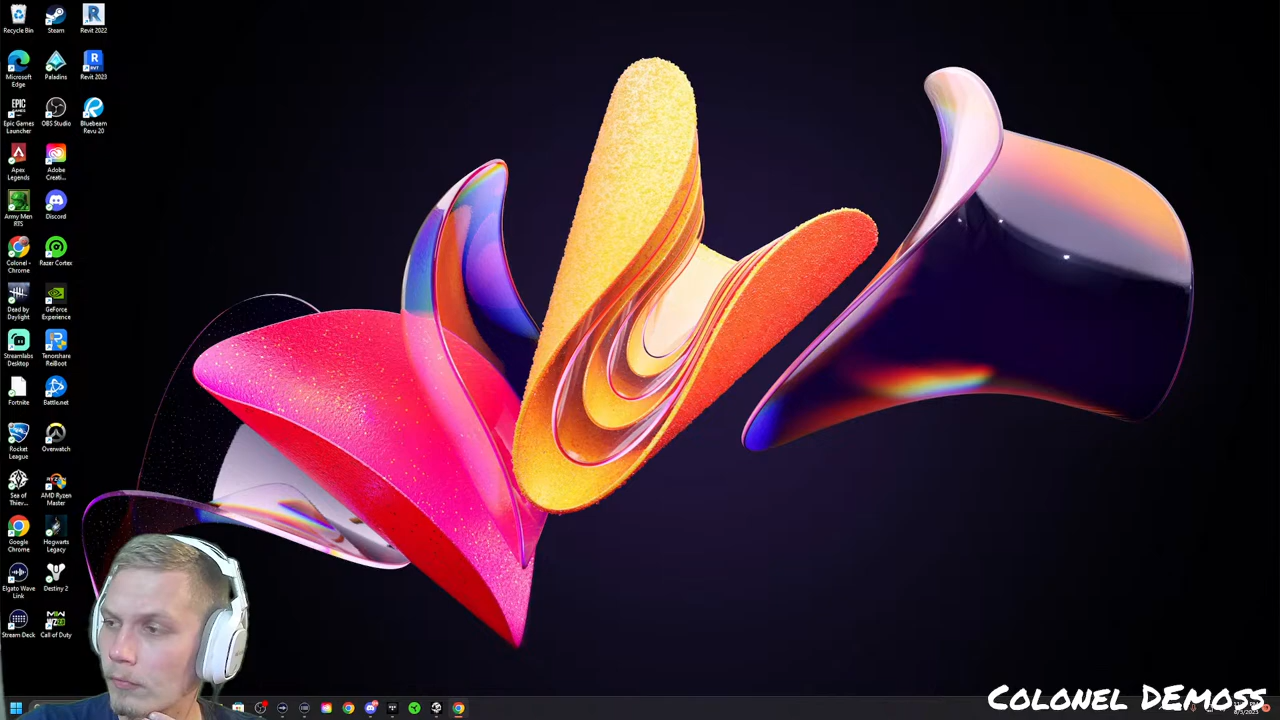 Recycle Bin
Steam
Revit 2022
Microsoft Edge
Paladins
Revit 2023
Epic Games Launcher
OBS Studio
Bluebeam Revu 20
Apex Legends
Adobe Creati...
Army Men RTS
Discord
Colonel - Chrome
Razer Cortex
Dead by Daylight
GeForce Experience
Streamlabs Desktop
Tenorshare ReiBoot
Fortnite
Battle.net
Rocket League
Overwatch
Sea of Thiev...
AMD Ryzen Master
Google Chrome
Hogwarts Legacy
Elgato Wave Link
Destiny 2
Stream Deck
Call of Duty
Colonel DEmoss
8/3/2023